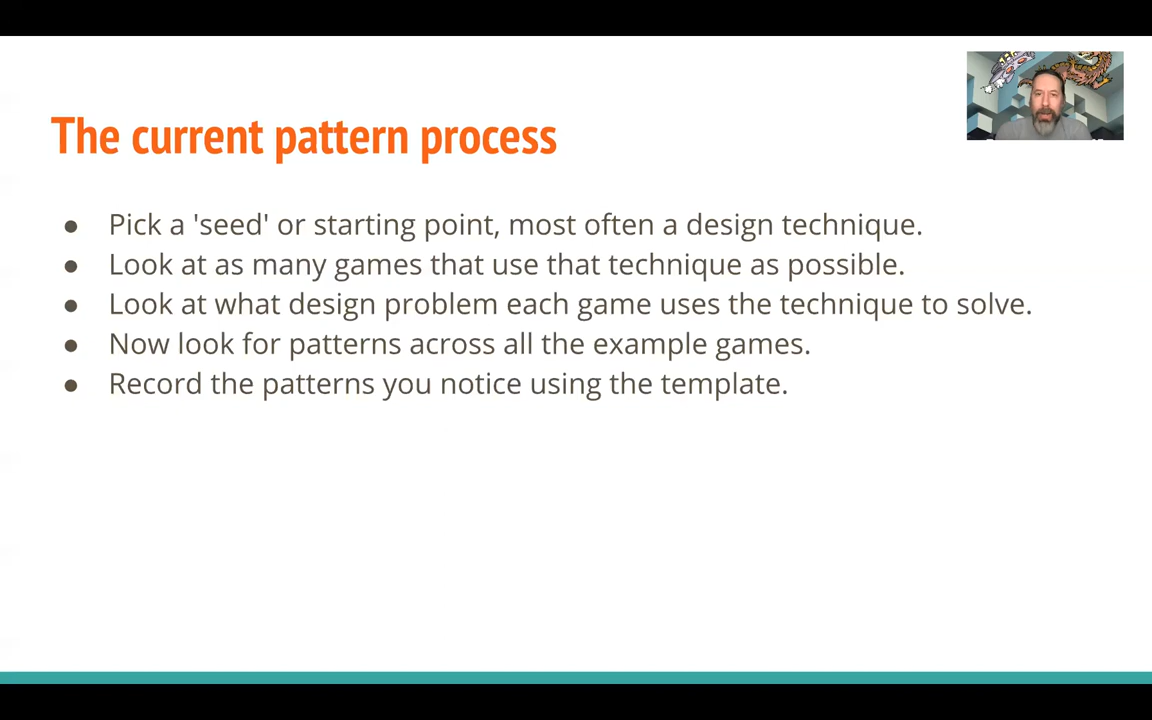 The current pattern process
● Pick a 'seed' or starting point, most often a design technique.
● Look at as many games that use that technique as possible.
● Look at what design problem each game uses the technique to solve.
● Now look for patterns across all the example games.
● Record the patterns you notice using the template.